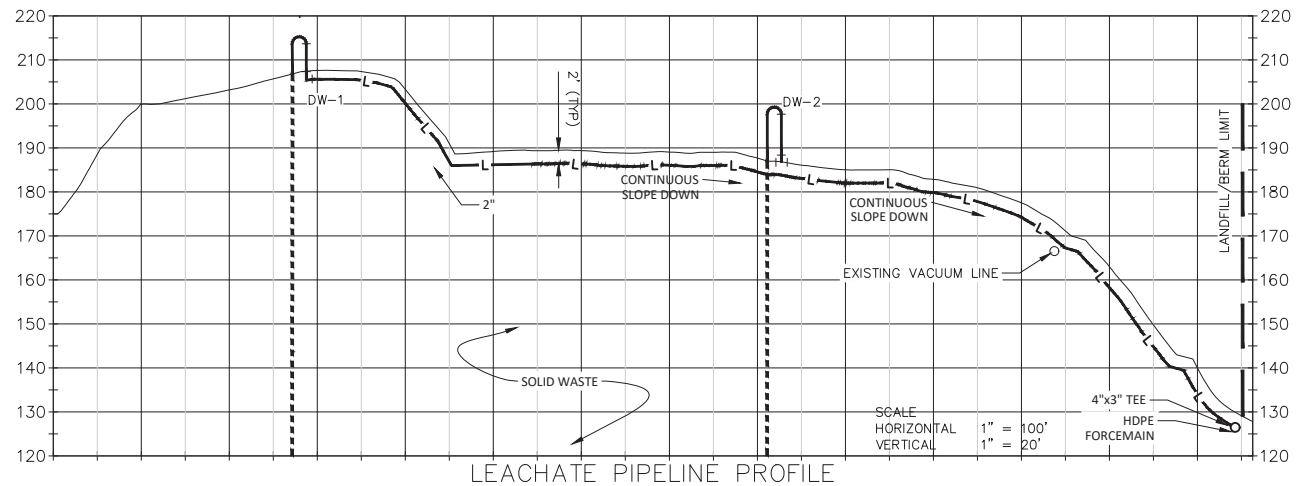 220
210
200
190
180
170
160
150
140
130
120
220
210
200
190
180
170
160
150
140
130
120
DW-1
2' (TYP)
DW-2
LANDFILL/BERM LIMIT
L
L
L
L
L
L
L
L
L
L
L
L
L
CONTINUOUS
SLOPE DOWN
2"
CONTINUOUS
SLOPE DOWN
EXISTING VACUUM LINE
SOLID WASTE
4"x3" TEE
HDPE
FORCEMAIN
SCALE
HORIZONTAL 1" = 100'
VERTICAL 1" = 20'
LEACHATE PIPELINE PROFILE